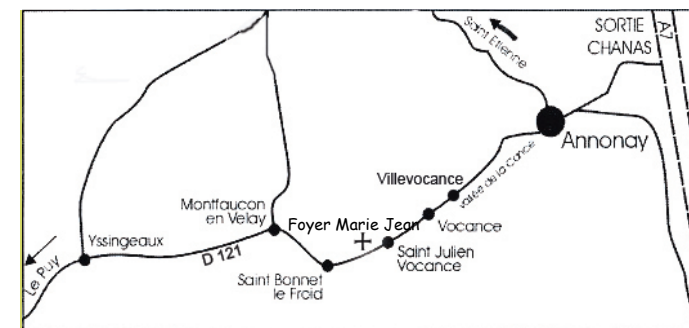 SORTIE
CHANAS
A7
Saint Etienne
Annonay
Vallée de la Cance
Villevocance
Vocance
Montfaucon
en Velay
Foyer Marie Jean
Saint Julien
Vocance
Yssingeaux
D 121
Saint Bonnet
le Froid
Le Puy